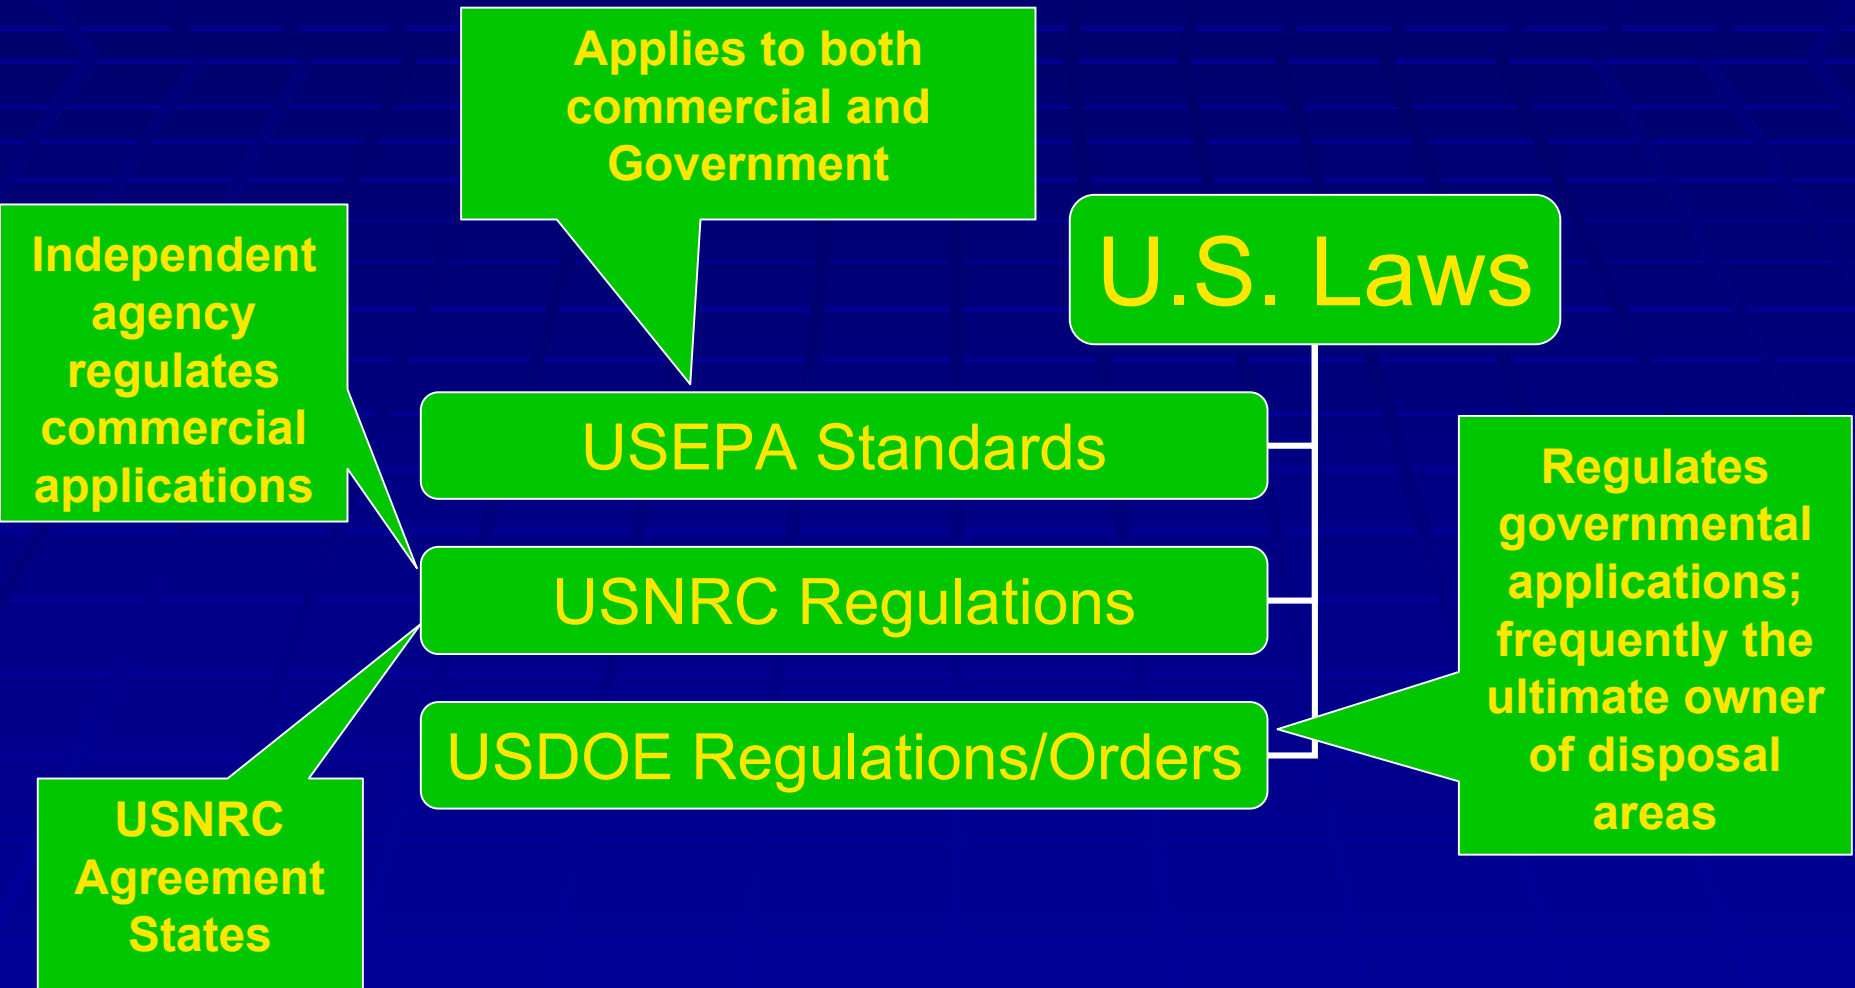 Applies to both
commercial and
Government
U.S. Laws
Independent
agency
regulates
commercial
applications
USEPA Standards
USNRC Regulations
USDOE Regulations/Orders
Regulates
governmental
applications;
frequently the
ultimate owner
of disposal
areas
USNRC
Agreement
States